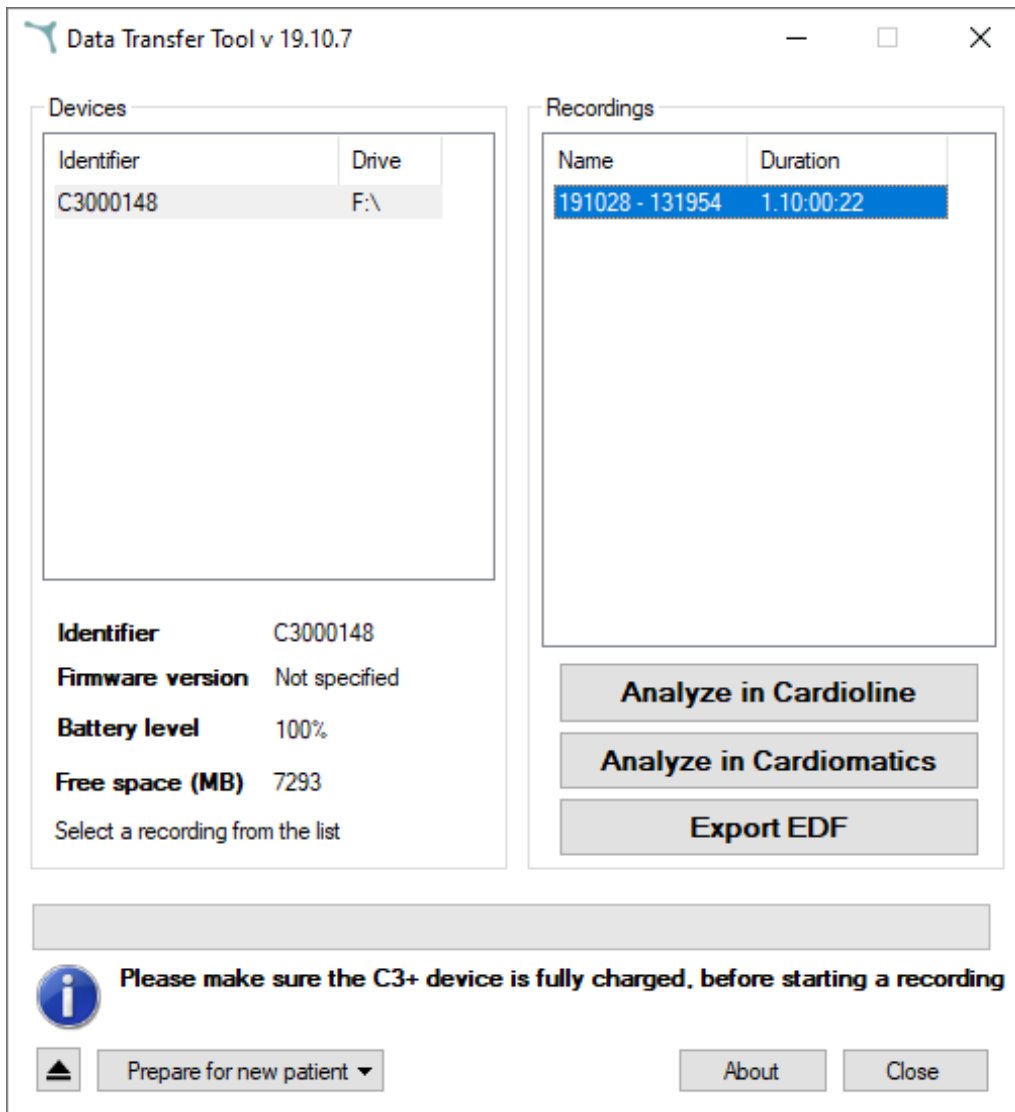 Data Transfer Tool v 19.10.7
Devices
Identifier Drive
C3000148 F:\
Identifier C3000148
Firmware version Not specified
Battery level 100%
Free space (MB) 7293
Select a recording from the list
Recordings
Name Duration
191028 - 131954 1.10:00:22
Analyze in Cardioline
Analyze in Cardiomatics
Export EDF
Please make sure the C3+ device is fully charged, before starting a recording
Prepare for new patient
About
Close